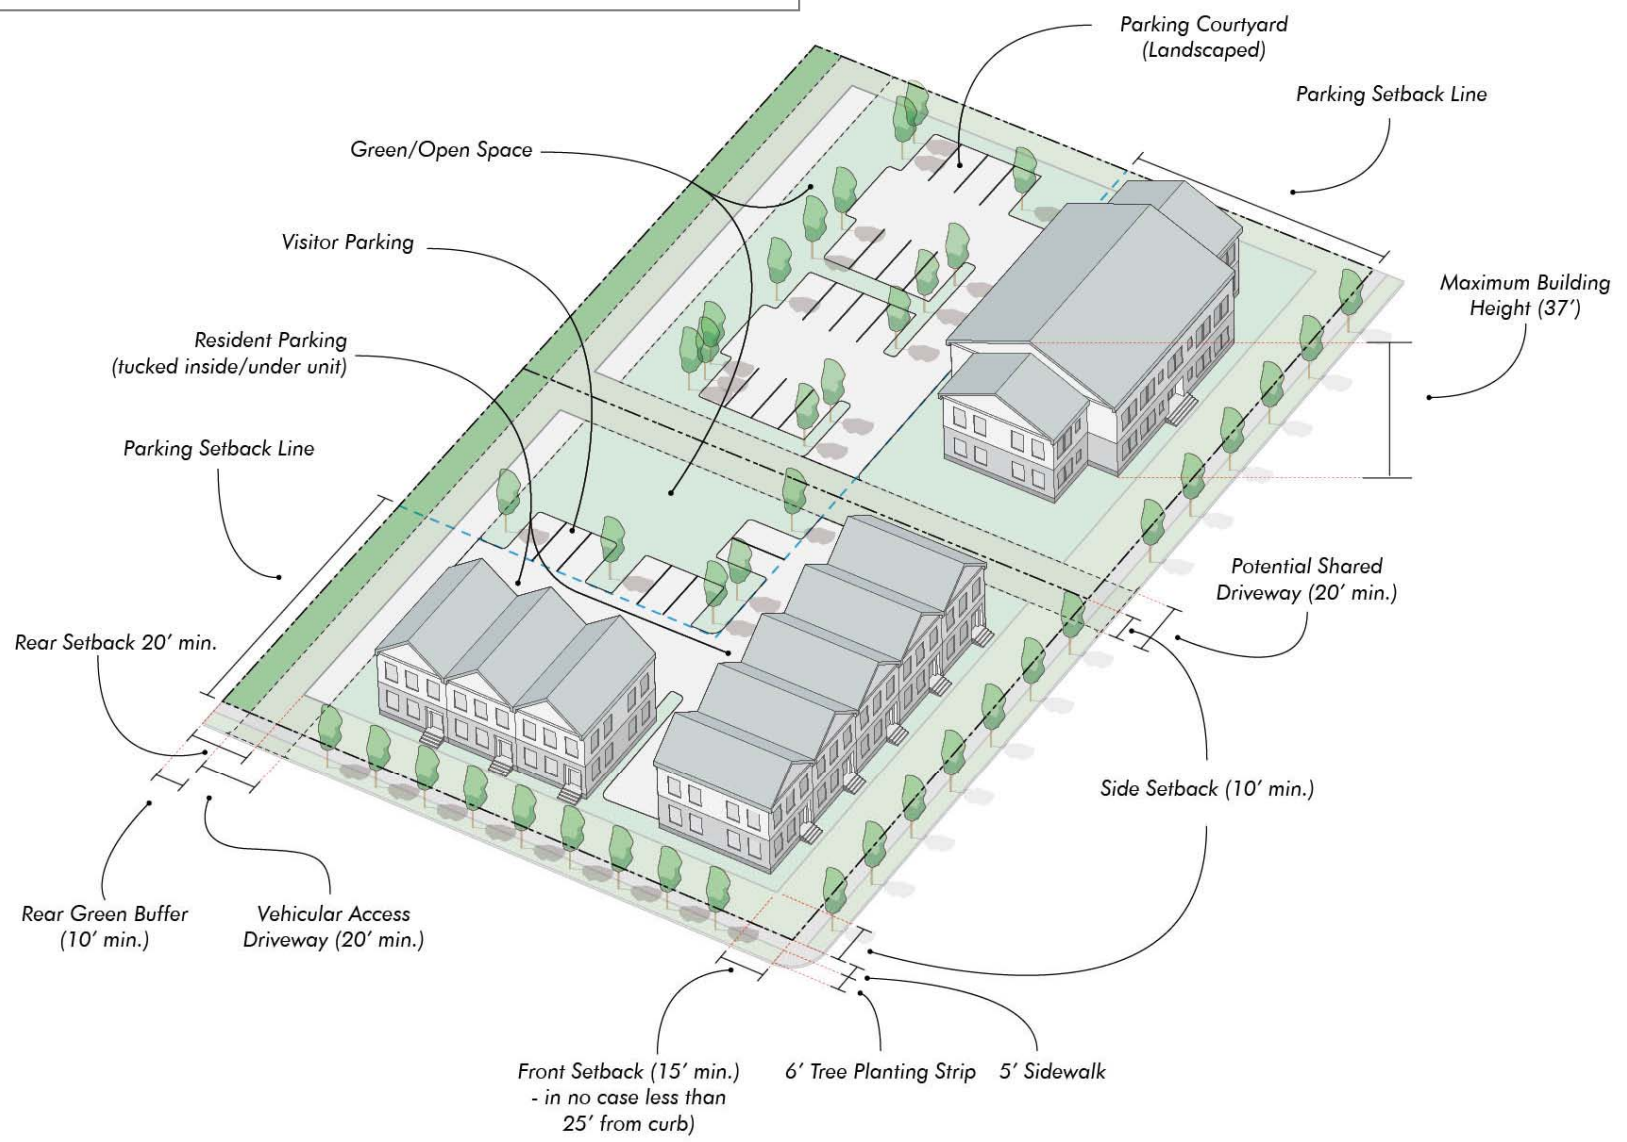 Parking Courtyard
(Landscaped)
Parking Setback Line
Green/Open Space
Visitor Parking
Maximum Building
Height (37’)
Resident Parking
(tucked inside/under unit)
Parking Setback Line
Potential Shared
Driveway (20’ min.)
Rear Setback 20’ min.
Side Setback (10’ min.)
Rear Green Buffer
(10’ min.)
Vehicular Access
Driveway (20’ min.)
Front Setback (15’ min.)
- in no case less than
25’ from curb)
6’ Tree Planting Strip
5’ Sidewalk